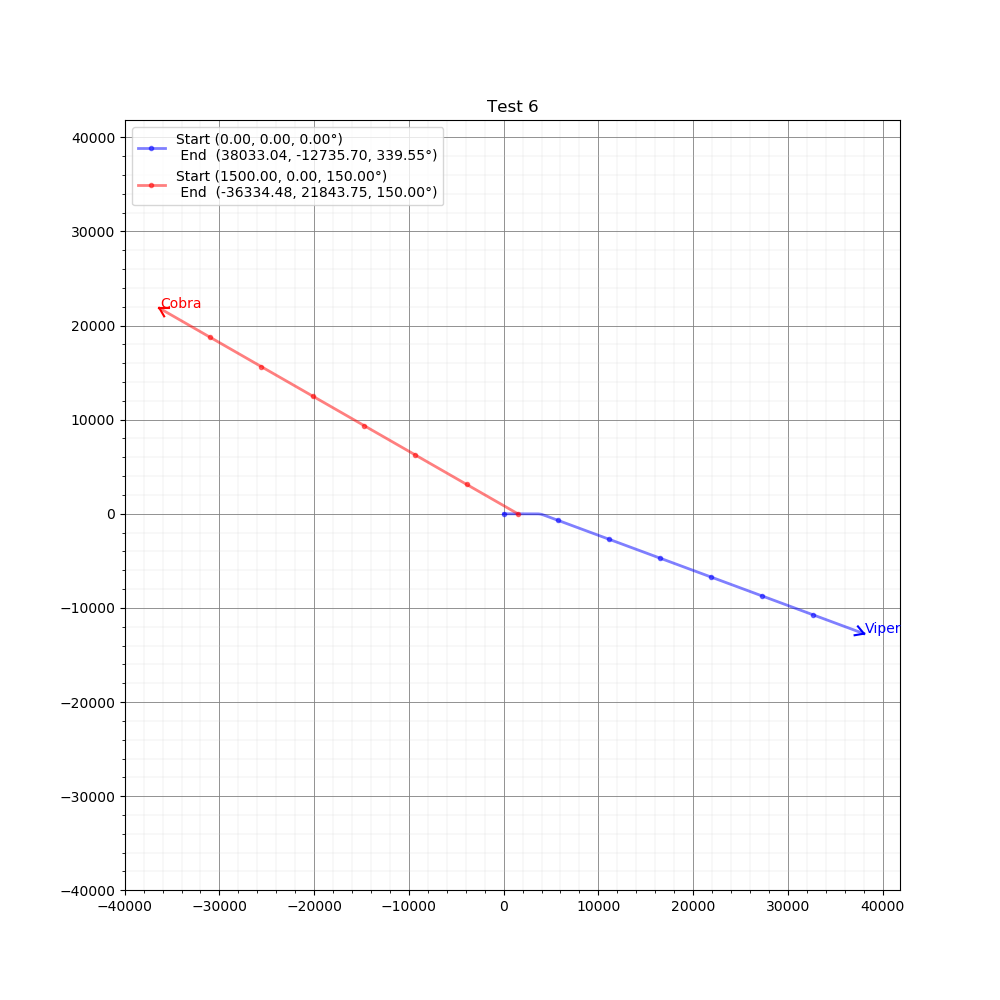 Test 6
Start (0.00, 0.00, 0.00°)
End  (38033.04, -12735.70, 339.55°)
Start (1500.00, 0.00, 150.00°)
End  (-36334.48, 21843.75, 150.00°)
40000
30000
20000
10000
0
−10000
−20000
−30000
−40000
Cobra
Viper
−40000 −30000 −20000 −10000 0 10000 20000 30000 40000